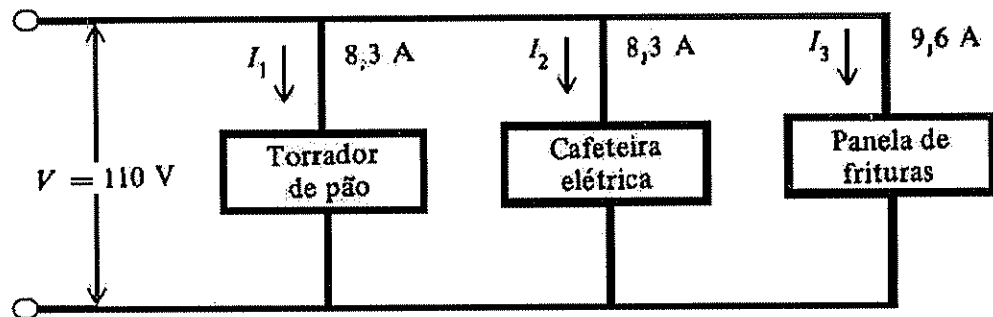 I₁ 8,3 A I₂ 8,3 A I₃ 9,6 A
V = 110 V
Torrador
de pão
Cafeteira
elétrica
Panela de
frituras